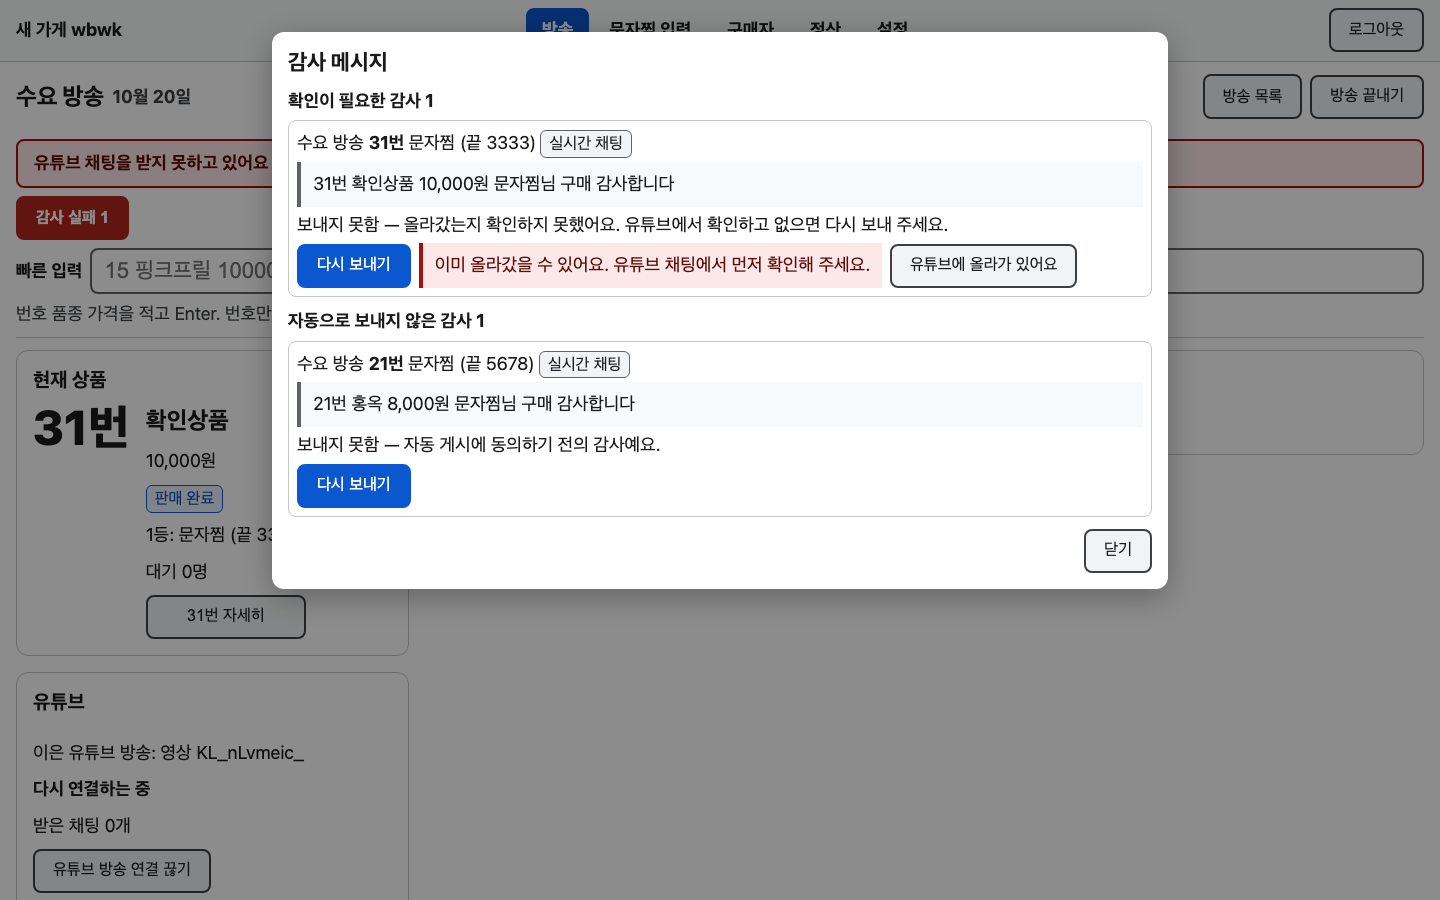 새 가게 wbwk
방송 문자찜 입력 구매자 정산 설정
로그아웃
수요 방송 10월 20일
방송 목록
방송 끝내기
유튜브 채팅을 받지 못하고 있어요
감사 실패 1
빠른 입력
15 핑크프릴 10000
번호 품종 가격을 적고 Enter. 번호만
현재 상품
31번
확인상품
10,000원
판매 완료
1등: 문자찜 (끝 33
대기 0명
31번 자세히
유튜브
이은 유튜브 방송: 영상 KL_nLvmeic_
다시 연결하는 중
받은 채팅 0개
유튜브 방송 연결 끊기
감사 메시지
확인이 필요한 감사 1
수요 방송 31번 문자찜 (끝 3333) 실시간 채팅
31번 확인상품 10,000원 문자찜님 구매 감사합니다
보내지 못함 — 올라갔는지 확인하지 못했어요. 유튜브에서 확인하고 없으면 다시 보내 주세요.
다시 보내기
이미 올라갔을 수 있어요. 유튜브 채팅에서 먼저 확인해 주세요.
유튜브에 올라가 있어요
자동으로 보내지 않은 감사 1
수요 방송 21번 문자찜 (끝 5678) 실시간 채팅
21번 홍옥 8,000원 문자찜님 구매 감사합니다
보내지 못함 — 자동 게시에 동의하기 전의 감사예요.
다시 보내기
닫기